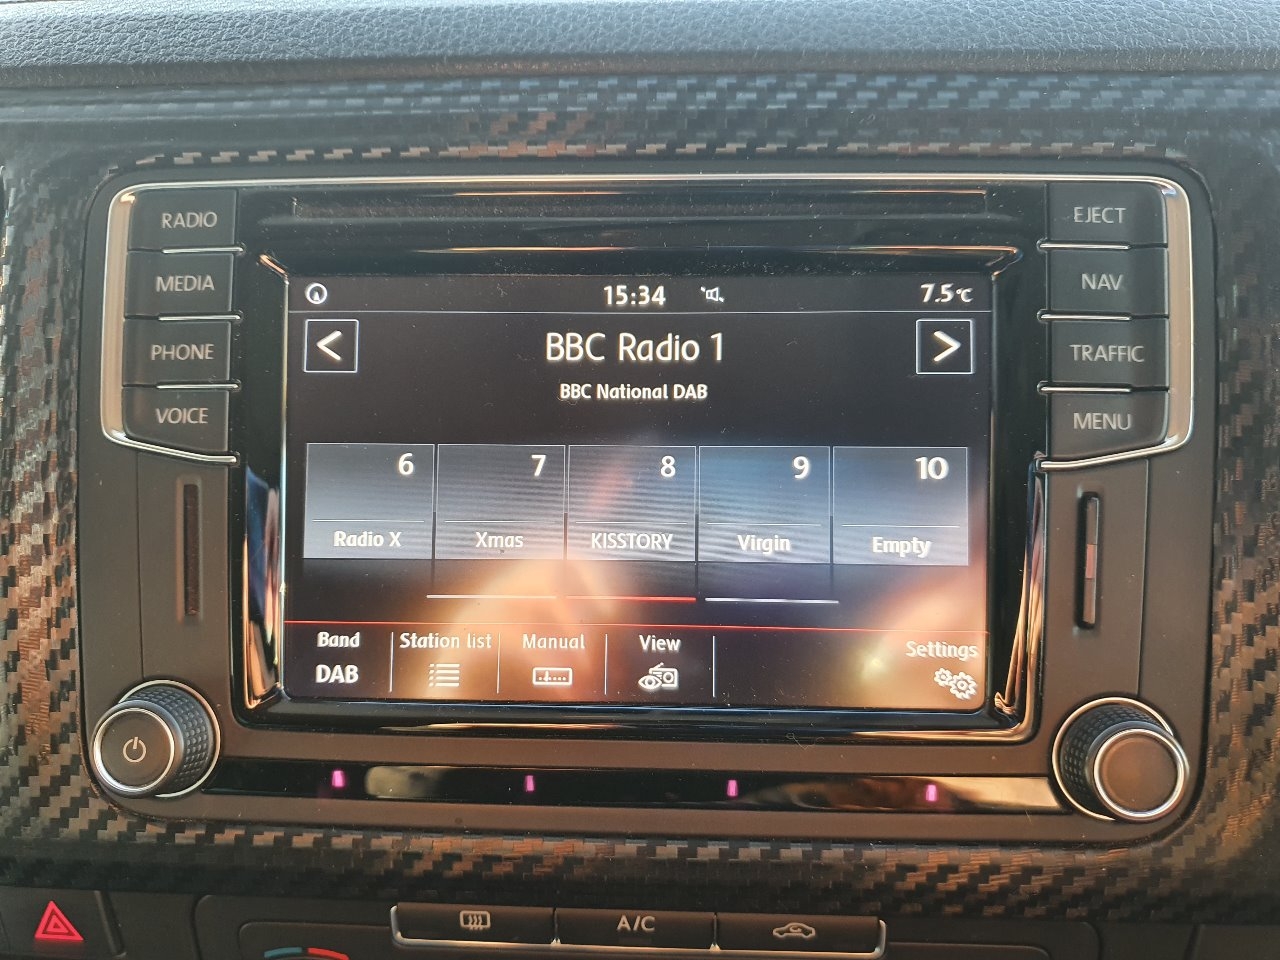 RADIO
MEDIA
PHONE
VOICE
EJECT
NAV
TRAFFIC
MENU
15:34
7.5°C
<
BBC Radio 1
>
BBC National DAB
6 7 8 9 10
Radio X Xmas KISSTORY Virgin Empty
Band Station list Manual View Settings
DAB
A/C